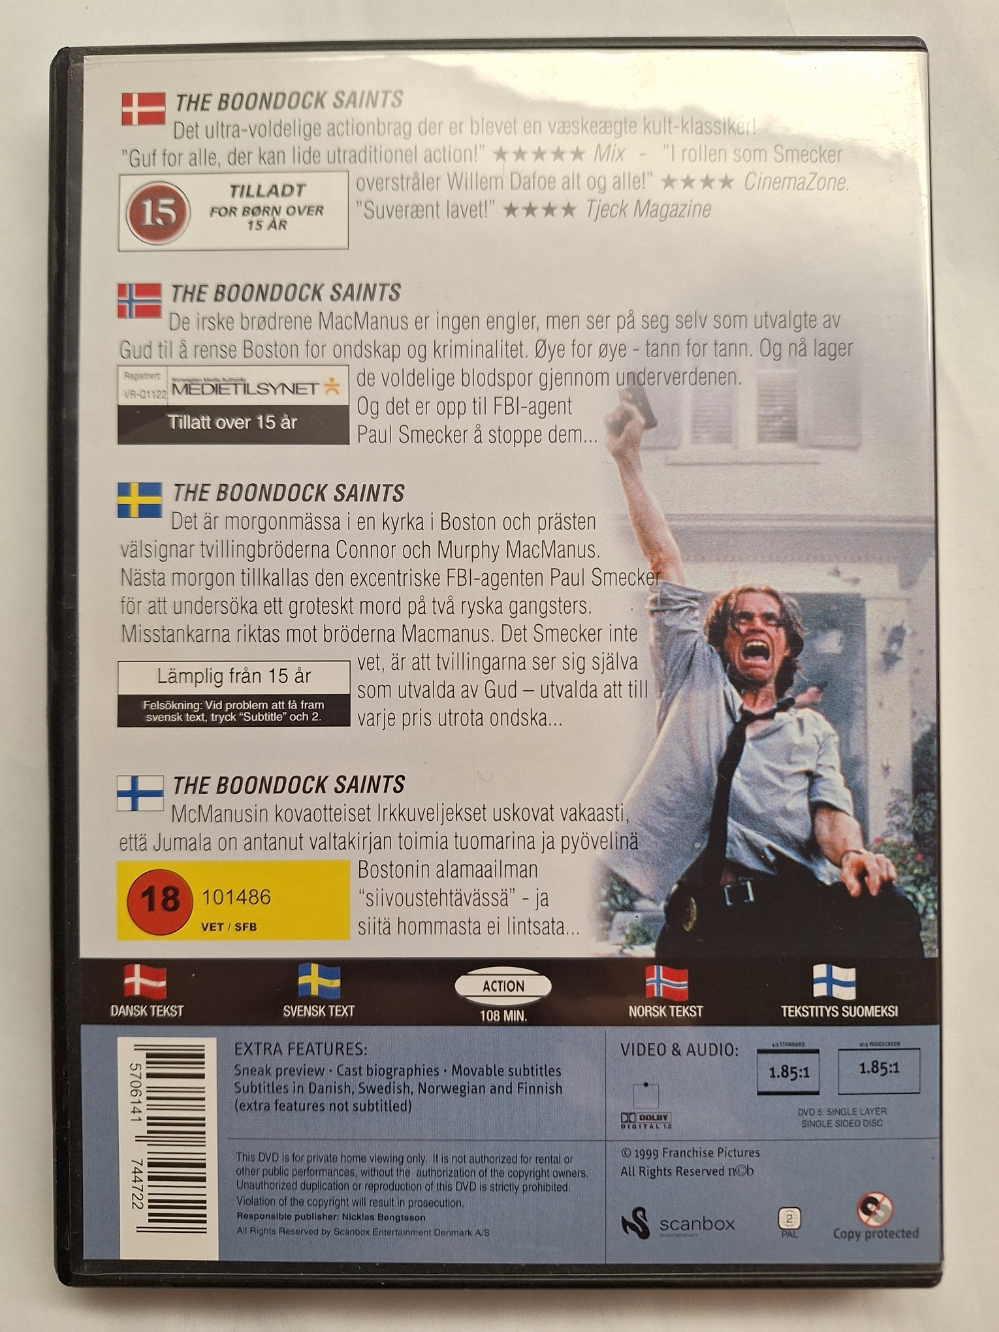 THE BOONDOCK SAINTS
Det ultra-voldelige actionbrag der er blevet en væskeægte kult-klassiker!
"Guf for alle, der kan lide utraditionel action!" ★★★★★ Mix - "I rollen som Smecker
overstråler Willem Dafoe alt og alle!" ★★★★ CinemaZone.
"Suverænt lavet!" ★★★★ Tjeck Magazine
15
TILLADT
FOR BØRN OVER
15 ÅR
THE BOONDOCK SAINTS
De irske brødrene MacManus er ingen engler, men ser på seg selv som utvalgte av
Gud til å rense Boston for ondskap og kriminalitet. Øye for øye - tann for tann. Og nå lager
de voldelige blodspor gjennom underverdenen.
Og det er opp til FBI-agent
Paul Smecker å stoppe dem...
Registrert
VR-Q1122
Norwegian Media Authority
MEDIETILSYNET
Tillatt over 15 år
THE BOONDOCK SAINTS
Det är morgonmässa i en kyrka i Boston och prästen
välsignar tvillingbröderna Connor och Murphy MacManus.
Nästa morgon tillkallas den excentriske FBI-agenten Paul Smecker
för att undersöka ett groteskt mord på två ryska gangsters.
Misstankarna riktas mot bröderna Macmanus. Det Smecker inte
vet, är att tvillingarna ser sig själva
som utvalda av Gud – utvalda att till
varje pris utrota ondska...
Lämplig från 15 år
Felsökning: Vid problem att få fram
svensk text, tryck "Subtitle" och 2.
THE BOONDOCK SAINTS
McManusin kovaotteiset Irkkuveljekset uskovat vakaasti,
että Jumala on antanut valtakirjan toimia tuomarina ja pyövelinä
Bostonin alamaailman
"siivoustehtävässä" - ja
siitä hommasta ei lintsata...
18
101486
VET / SFB
DANSK TEKST
SVENSK TEXT
ACTION
108 MIN.
NORSK TEKST
TEKSTITYS SUOMEKSI
5706141 744722
EXTRA FEATURES:
Sneak preview · Cast biographies · Movable subtitles
Subtitles in Danish, Swedish, Norwegian and Finnish
(extra features not subtitled)
This DVD is for private home viewing only. It is not authorized for rental or
other public performances, without the authorization of the copyright owners.
Unauthorized duplication or reproduction of this DVD is strictly prohibited.
Violation of the copyright will result in prosecution.
Responsible publisher: Nicklas Bengtsson
All Rights Reserved by Scanbox Entertainment Denmark A/S
VIDEO & AUDIO:
4:3 STANDARD
1.85:1
16:9 WIDESCREEN
1.85:1
DOLBY
DIGITAL 1.0
DVD 5: SINGLE LAYER
SINGLE SIDED DISC
© 1999 Franchise Pictures
All Rights Reserved n©b
scanbox
2
PAL
Copy protected